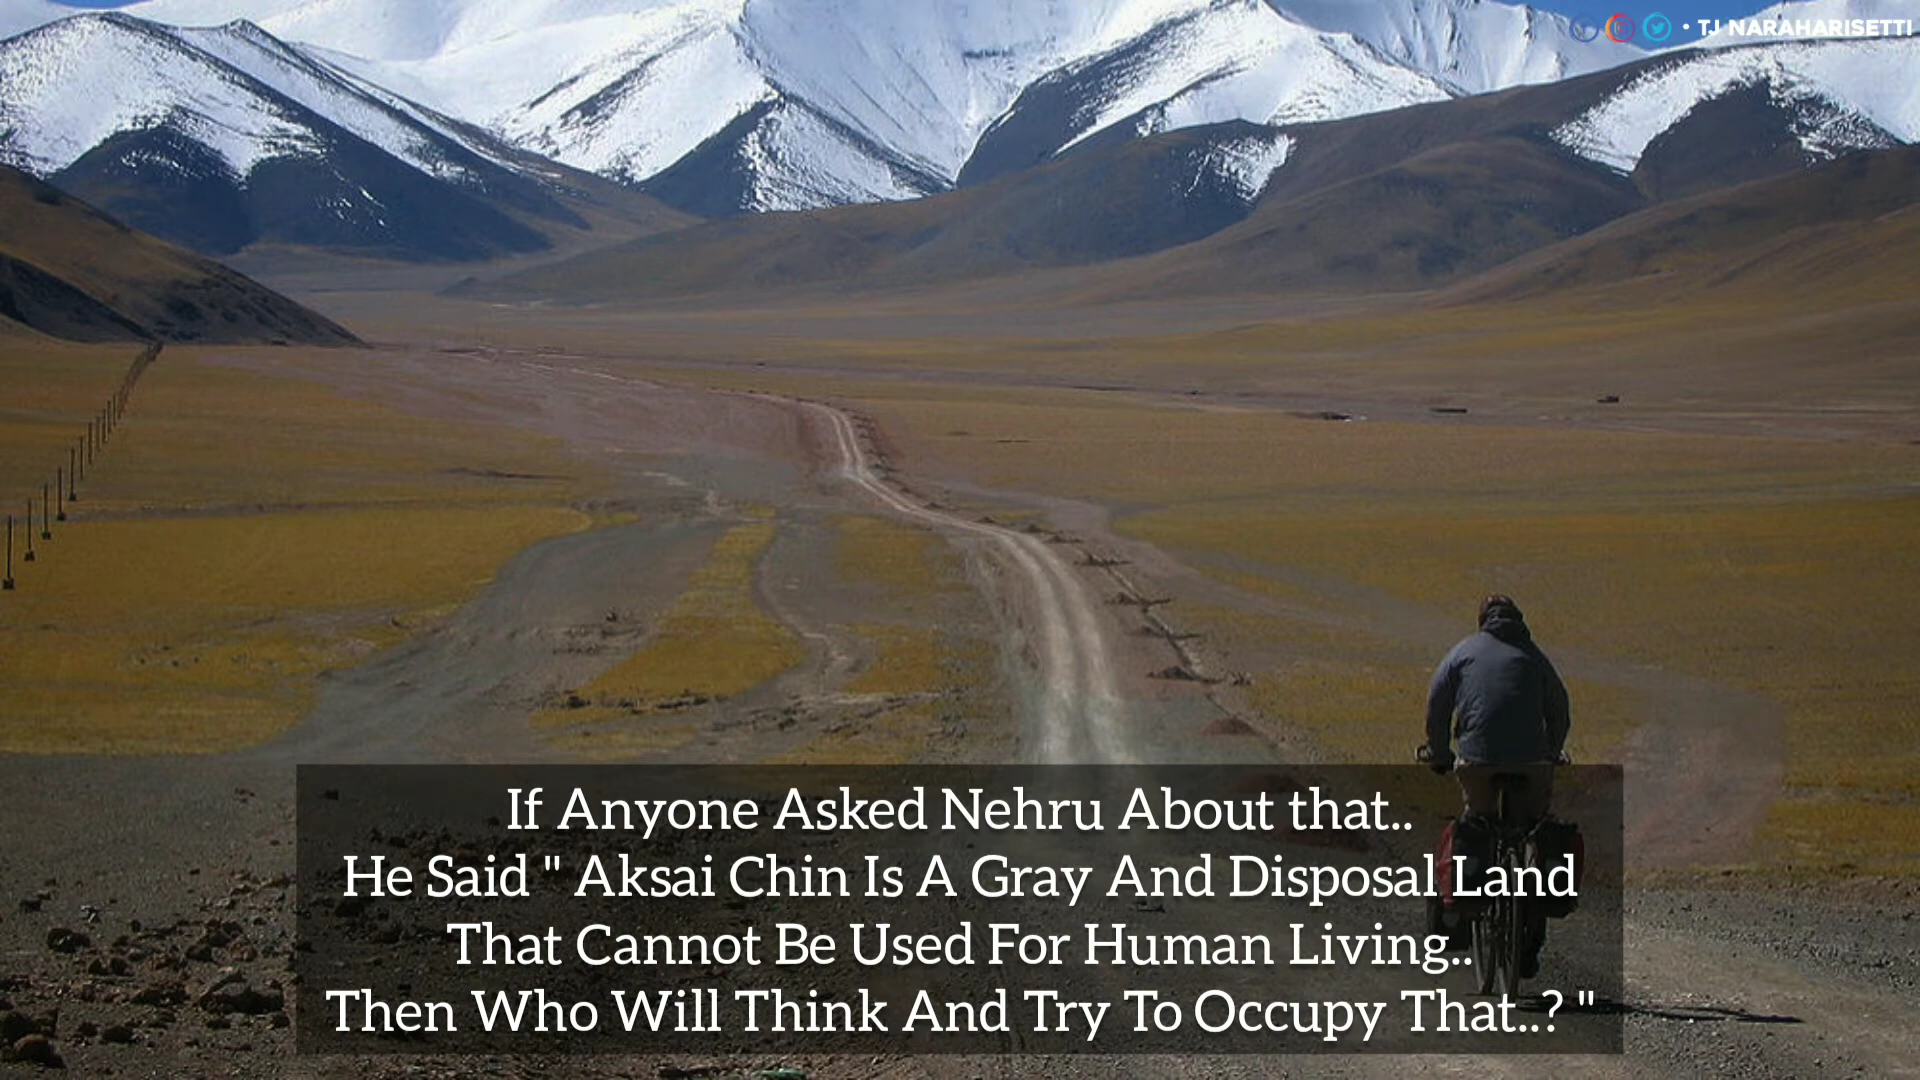 • TJ NARAHARISETTI
If Anyone Asked Nehru About that..
He Said " Aksai Chin Is A Gray And Disposal Land
That Cannot Be Used For Human Living..
Then Who Will Think And Try To Occupy That..? "